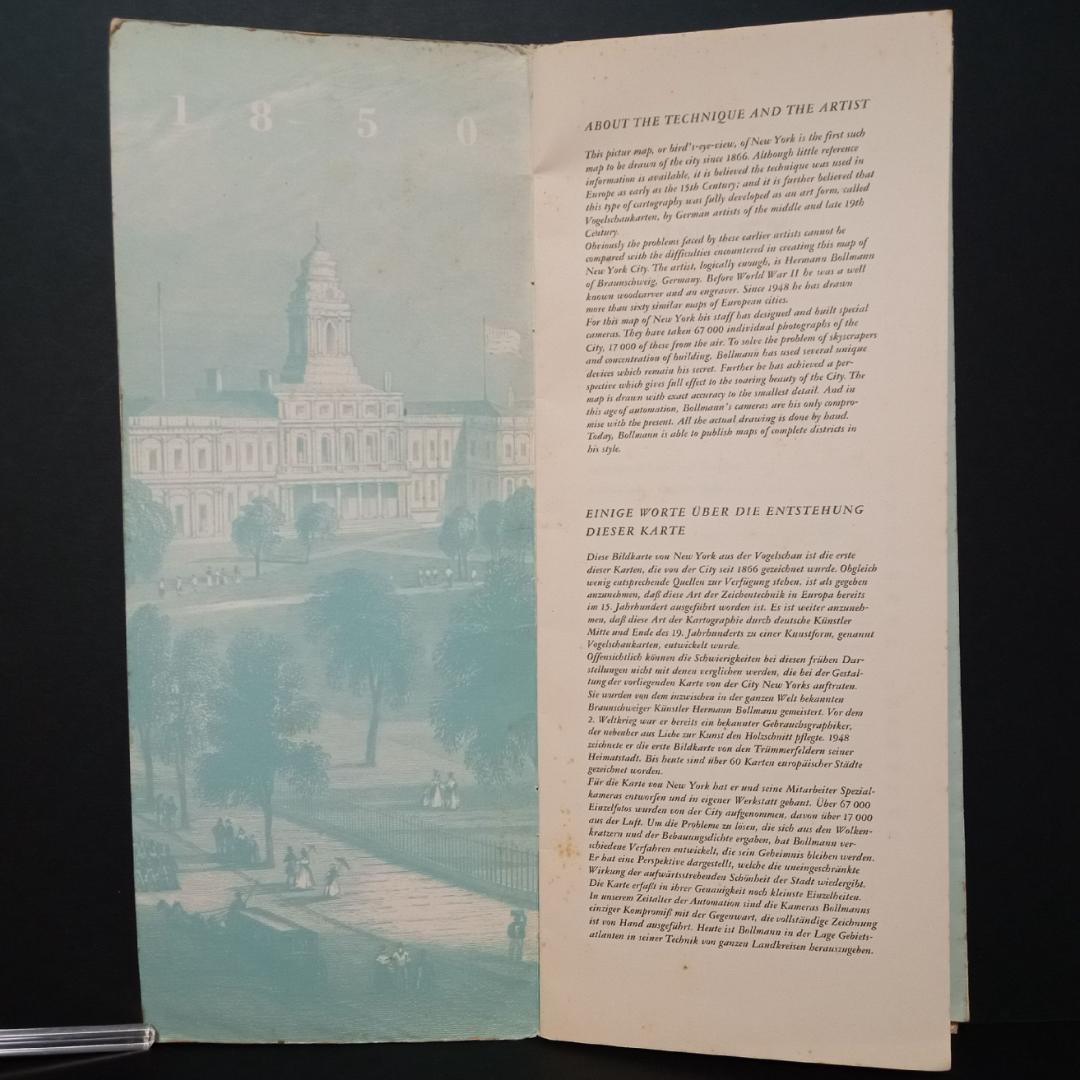 1 8 5 0
ABOUT THE TECHNIQUE AND THE ARTIST
This pictur map, or bird's-eye-view, of New York is the first such
map to be drawn of the city since 1866. Although little reference
information is available, it is believed the technique was used in
Europe as early as the 15th Century; and it is further believed that
this type of cartography was fully developed as an art form, called
Vogelschaukarten, by German artists of the middle and late 19th
Century.
Obviously the problems faced by these earlier artists cannot be
compared with the difficulties encountered in creating this map of
New York City. The artist, logically enough, is Hermann Bollmann
of Braunschweig, Germany. Before World War II he was a well
known woodcarver and an engraver. Since 1948 he has drawn
more than sixty similar maps of European cities.
For this map of New York his staff has designed and built special
cameras. They have taken 67 000 individual photographs of the
City, 17 000 of these from the air. To solve the problem of skyscrapers
and concentration of building, Bollmann has used several unique
devices which remain his secret. Further he has achieved a per-
spective which gives full effect to the soaring beauty of the City. The
map is drawn with exact accuracy to the smallest detail. And in
this age of automation, Bollmann's cameras are his only compro-
mise with the present. All the actual drawing is done by hand.
Today, Bollmann is able to publish maps of complete districts in
his style.
EINIGE WORTE ÜBER DIE ENTSTEHUNG
DIESER KARTE
Diese Bildkarte von New York aus der Vogelschau ist die erste
dieser Karten, die von der City seit 1866 gezeichnet wurde. Obgleich
wenig entsprechende Quellen zur Verfügung stehen, ist als gegeben
anzunehmen, daß diese Art der Zeichentechnik in Europa bereits
im 15. Jahrhundert ausgeführt worden ist. Es ist weiter anzuneh-
men, daß diese Art der Kartographie durch deutsche Künstler
Mitte und Ende des 19. Jahrhunderts zu einer Kunstform, genannt
Vogelschaukarten, entwickelt wurde.
Offensichtlich können die Schwierigkeiten bei diesen frühen Dar-
stellungen nicht mit denen verglichen werden, die bei der Gestal-
tung der vorliegenden Karte von der City New Yorks auftraten.
Sie wurden von dem inzwischen in der ganzen Welt bekannten
Braunschweiger Künstler Hermann Bollmann gemeistert. Vor dem
2. Weltkrieg war er bereits ein bekannter Gebrauchsgraphiker,
der nebenher aus Liebe zur Kunst den Holzschnitt pflegte. 1948
zeichnete er die erste Bildkarte von den Trümmerfeldern seiner
Heimatstadt. Bis heute sind über 60 Karten europäischer Städte
gezeichnet worden.
Für die Karte von New York hat er und seine Mitarbeiter Spezial-
kameras entworfen und in eigener Werkstatt gebaut. Über 67 000
Einzelfotos wurden von der City aufgenommen, davon über 17 000
aus der Luft. Um die Probleme zu lösen, die sich aus den Wolken-
kratzern und der Bebauungsdichte ergaben, hat Bollmann ver-
schiedene Verfahren entwickelt, die sein Geheimnis bleiben werden.
Er hat eine Perspektive dargestellt, welche die uneingeschränkte
Wirkung der aufwärtsstrebenden Schönheit der Stadt wiedergibt.
Die Karte erfaßt in ihrer Genauigkeit noch kleinste Einzelheiten.
In unserem Zeitalter der Automation sind die Kameras Bollmanns
einziger Kompromiß mit der Gegenwart, die vollständige Zeichnung
ist von Hand ausgeführt. Heute ist Bollmann in der Lage Gebiets-
atlanten in seiner Technik von ganzen Landkreisen herauszugeben.